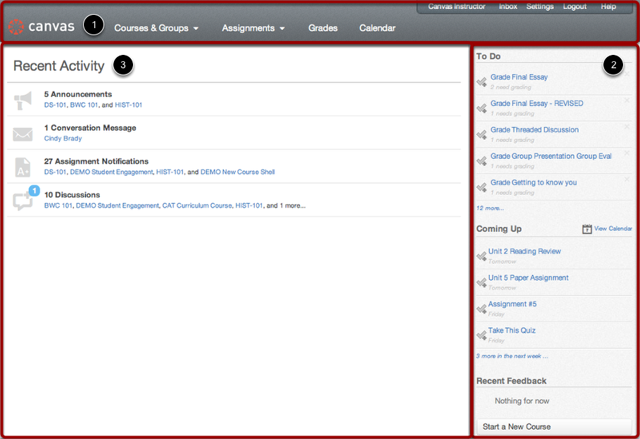 Canvas Instructor Inbox Settings Logout Help
canvas 1 Courses & Groups Assignments Grades Calendar
Recent Activity 3
5 Announcements
DS-101, BWC 101, and HIST-101
1 Conversation Message
Cindy Brady
27 Assignment Notifications
DS-101, DEMO Student Engagement, HIST-101, and DEMO New Course Shell
1
10 Discussions
BWC 101, DEMO Student Engagement, CAT Curriculum Course, HIST-101, and 1 more...
To Do 2
Grade Final Essay
2 need grading
Grade Final Essay - REVISED
1 needs grading
Grade Threaded Discussion
1 needs grading
Grade Group Presentation Group Eval
1 needs grading
Grade Getting to know you
1 needs grading
12 more...
Coming Up View Calendar
Unit 2 Reading Review
Tomorrow
Unit 5 Paper Assignment
Tomorrow
Assignment #5
Friday
Take This Quiz
Friday
3 more in the next week ...
Recent Feedback
Nothing for now
Start a New Course